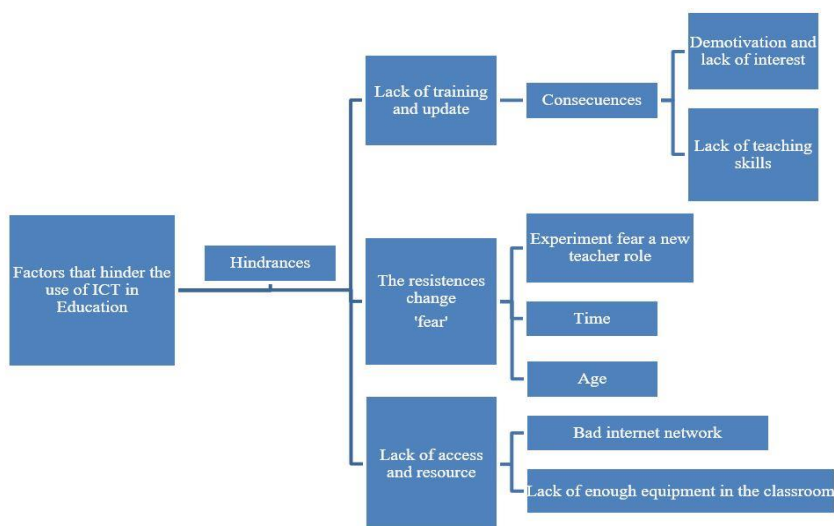 Factors that hinder the
use of ICT in
Education
Hindrances
Lack of training
and update
Consecuences
Demotivation and
lack of interest
Lack of teaching
skills
The resistences
change
'fear'
Experiment fear a new
teacher role
Time
Age
Lack of access
and resource
Bad internet network
Lack of enough equipment in the classroom